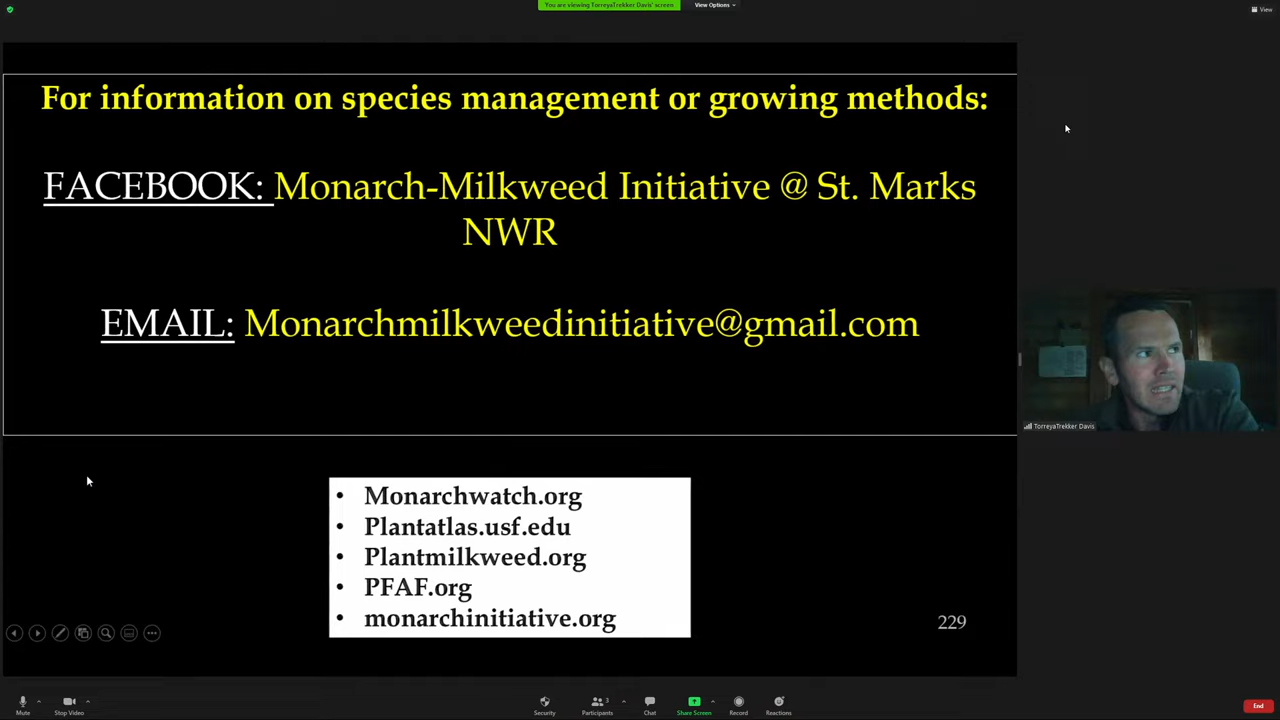 You are viewing TorreyaTrekker Davis' screen
View Options
View
For information on species management or growing methods:
FACEBOOK: Monarch-Milkweed Initiative @ St. Marks
NWR
EMAIL: Monarchmilkweedinitiative@gmail.com
TorreyaTrekker Davis
• Monarchwatch.org
• Plantatlas.usf.edu
• Plantmilkweed.org
• PFAF.org
• monarchinitiative.org
229
Mute
Stop Video
Security
Participants
3
Chat
Share Screen
Record
Reactions
End